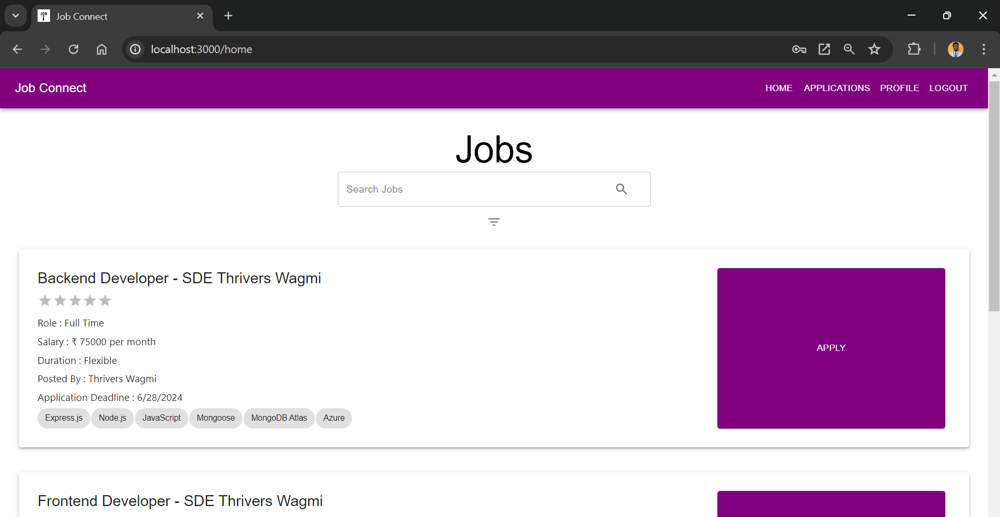 JOB
Job Connect
localhost:3000/home
Job Connect
HOME APPLICATIONS PROFILE LOGOUT
Jobs
Search Jobs
Backend Developer - SDE Thrivers Wagmi
Role : Full Time
Salary : ₹ 75000 per month
Duration : Flexible
Posted By : Thrivers Wagmi
Application Deadline : 6/28/2024
Express.js Node.js JavaScript Mongoose MongoDB Atlas Azure
APPLY
Frontend Developer - SDE Thrivers Wagmi